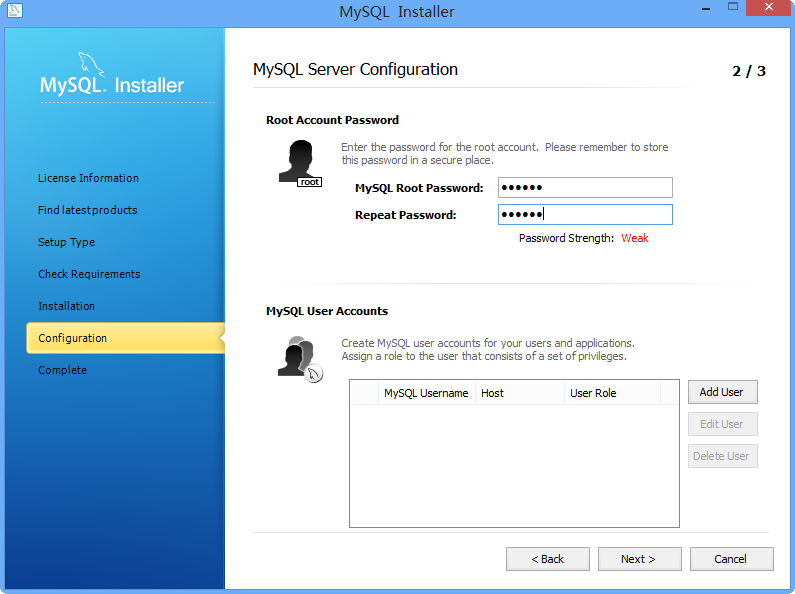 MySQL Installer
MySQL Installer
License Information
Find latest products
Setup Type
Check Requirements
Installation
Configuration
Complete
MySQL Server Configuration
2 / 3
Root Account Password
root
Enter the password for the root account. Please remember to store
this password in a secure place.
MySQL Root Password: ●●●●●●
Repeat Password: ●●●●●●
Password Strength: Weak
MySQL User Accounts
Create MySQL user accounts for your users and applications.
Assign a role to the user that consists of a set of privileges.
MySQL Username Host User Role
Add User
Edit User
Delete User
< Back Next > Cancel